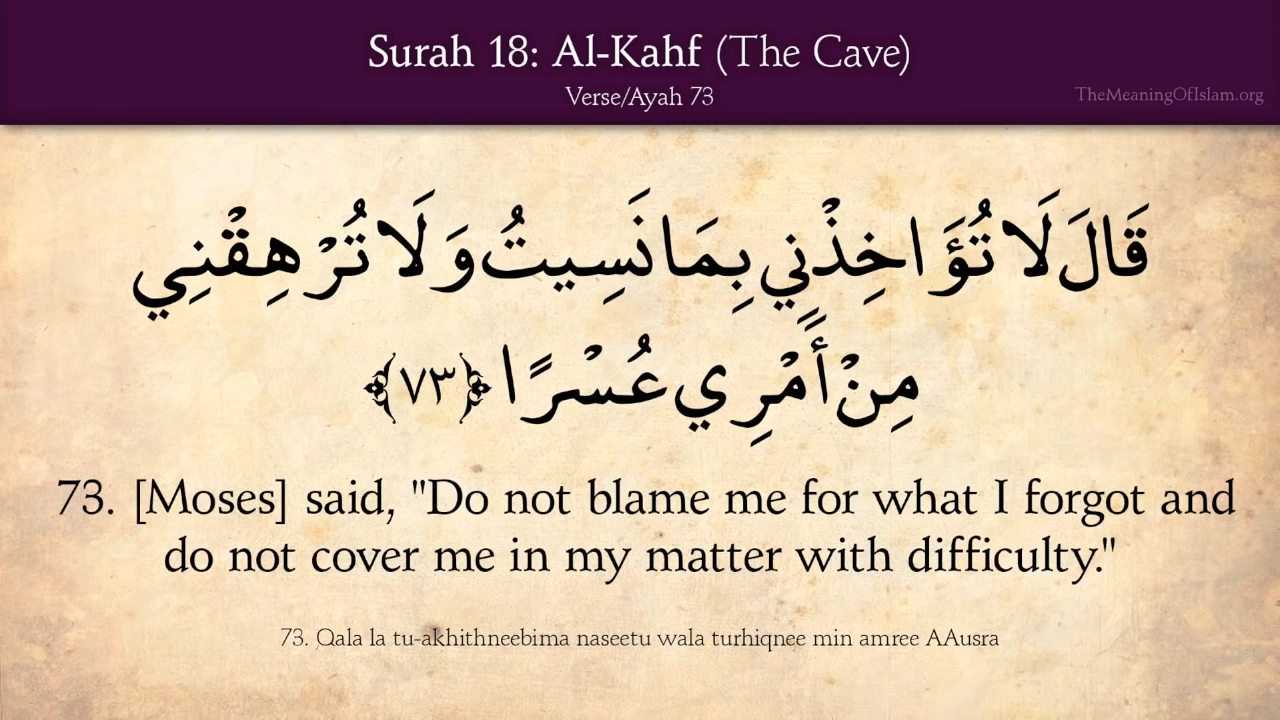 Surah 18: Al-Kahf (The Cave)
Verse/Ayah 73
TheMeaningOfIslam.org
قَالَ لَا تُؤَاخِذْنِي بِمَا نَسِيتُ وَلَا تُرْهِقْنِي
مِنْ أَمْرِي عُسْرًا ﴿٧٣﴾
73. [Moses] said, "Do not blame me for what I forgot and
do not cover me in my matter with difficulty."
73. Qala la tu-akhithneebima naseetu wala turhiqnee min amree AAusra